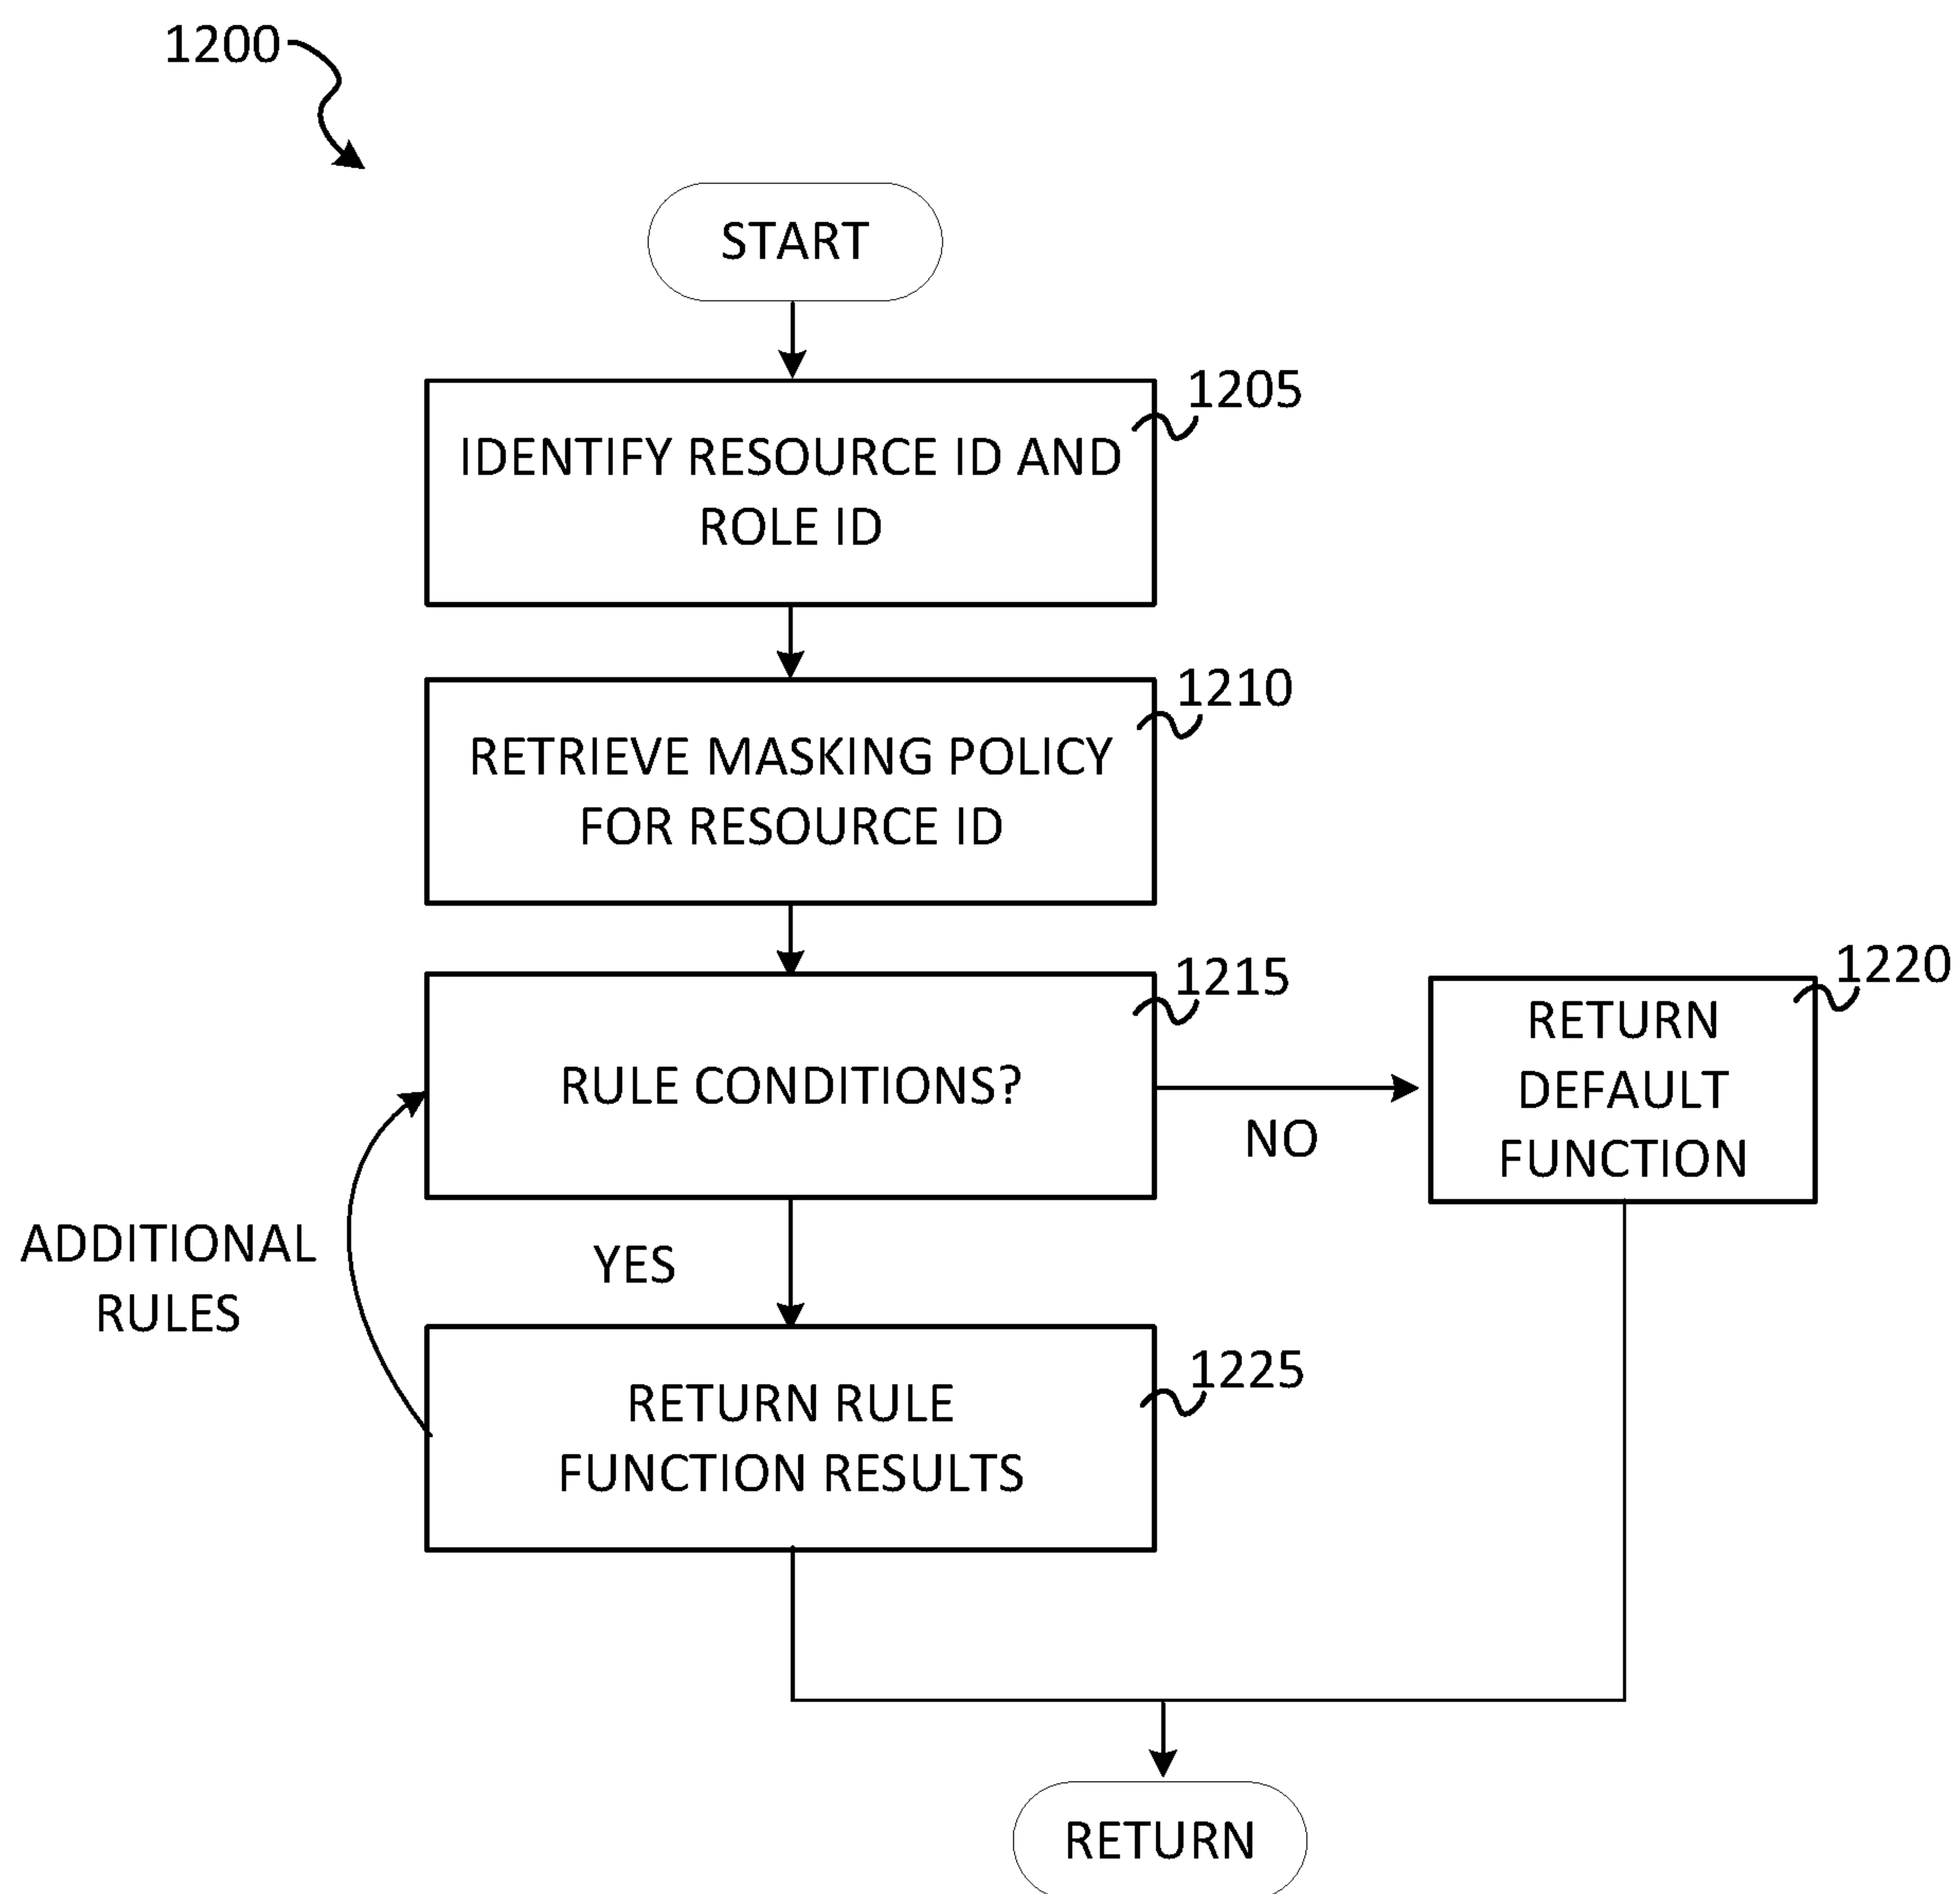 1200
START
1205
IDENTIFY RESOURCE ID AND
ROLE ID
1210
RETRIEVE MASKING POLICY
FOR RESOURCE ID
1215
RULE CONDITIONS?
NO
1220
RETURN
DEFAULT
FUNCTION
ADDITIONAL
RULES
YES
1225
RETURN RULE
FUNCTION RESULTS
RETURN